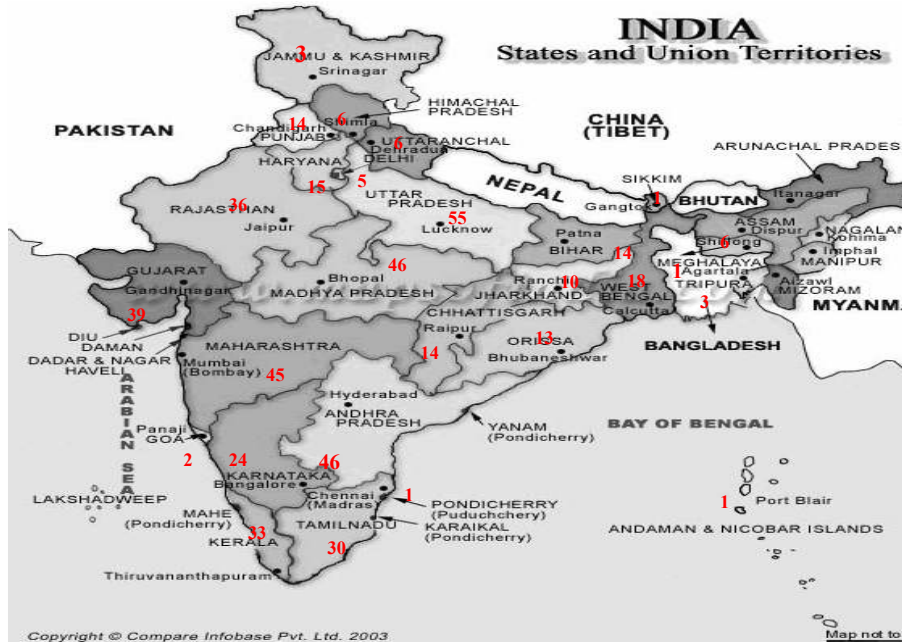 INDIA
States and Union Territories
3
JAMMU & KASHMIR
Srinagar
HIMACHAL
PRADESH
6
Shimla
14
Chandigarh
PUNJAB
PAKISTAN
CHINA
(TIBET)
UTTARANCHAL
6
Dehradun
HARYANA
DELHI
15
5
ARUNACHAL PRADES
Itanagar
SIKKIM
1
Gangto
NEPAL
BHUTAN
36
RAJASTHAN
Jaipur
UTTAR
PRADESH
55
Lucknow
ASSAM
Dispur
NAGALAN
Kohima
Shillong
6
Imphal
MANIPUR
MEGHALAYA
1
Agartala
TRIPURA
3
Aizawl
MIZORAM
MYANM
Patna
BIHAR
14
GUJARAT
Gandhinagar
39
46
Bhopal
MADHYA PRADESH
Ranchi
10
JHARKHAND
18
WEST
BENGAL
Calcutta
CHHATTISGARH
Raipur
14
13
ORISSA
Bhubaneshwar
BANGLADESH
DIU
DAMAN
DADAR & NAGAR
HAVELI
MAHARASHTRA
Mumbai
(Bombay)
45
ARABIAN SEA
Hyderabad
ANDHRA
PRADESH
46
YANAM
(Pondicherry)
BAY OF BENGAL
Panaji
GOA
2
24
KARNATAKA
Bangalore
LAKSHADWEEP
MAHE
(Pondicherry)
Chennai
(Madras)
1
PONDICHERRY
(Puduchcery)
KARAIKAL
(Pondicherry)
TAMILNADU
30
33
KERALA
Thiruvananthapuram
1
Port Blair
ANDAMAN & NICOBAR ISLANDS
Copyright © Compare Infobase Pvt. Ltd. 2003
Map not to